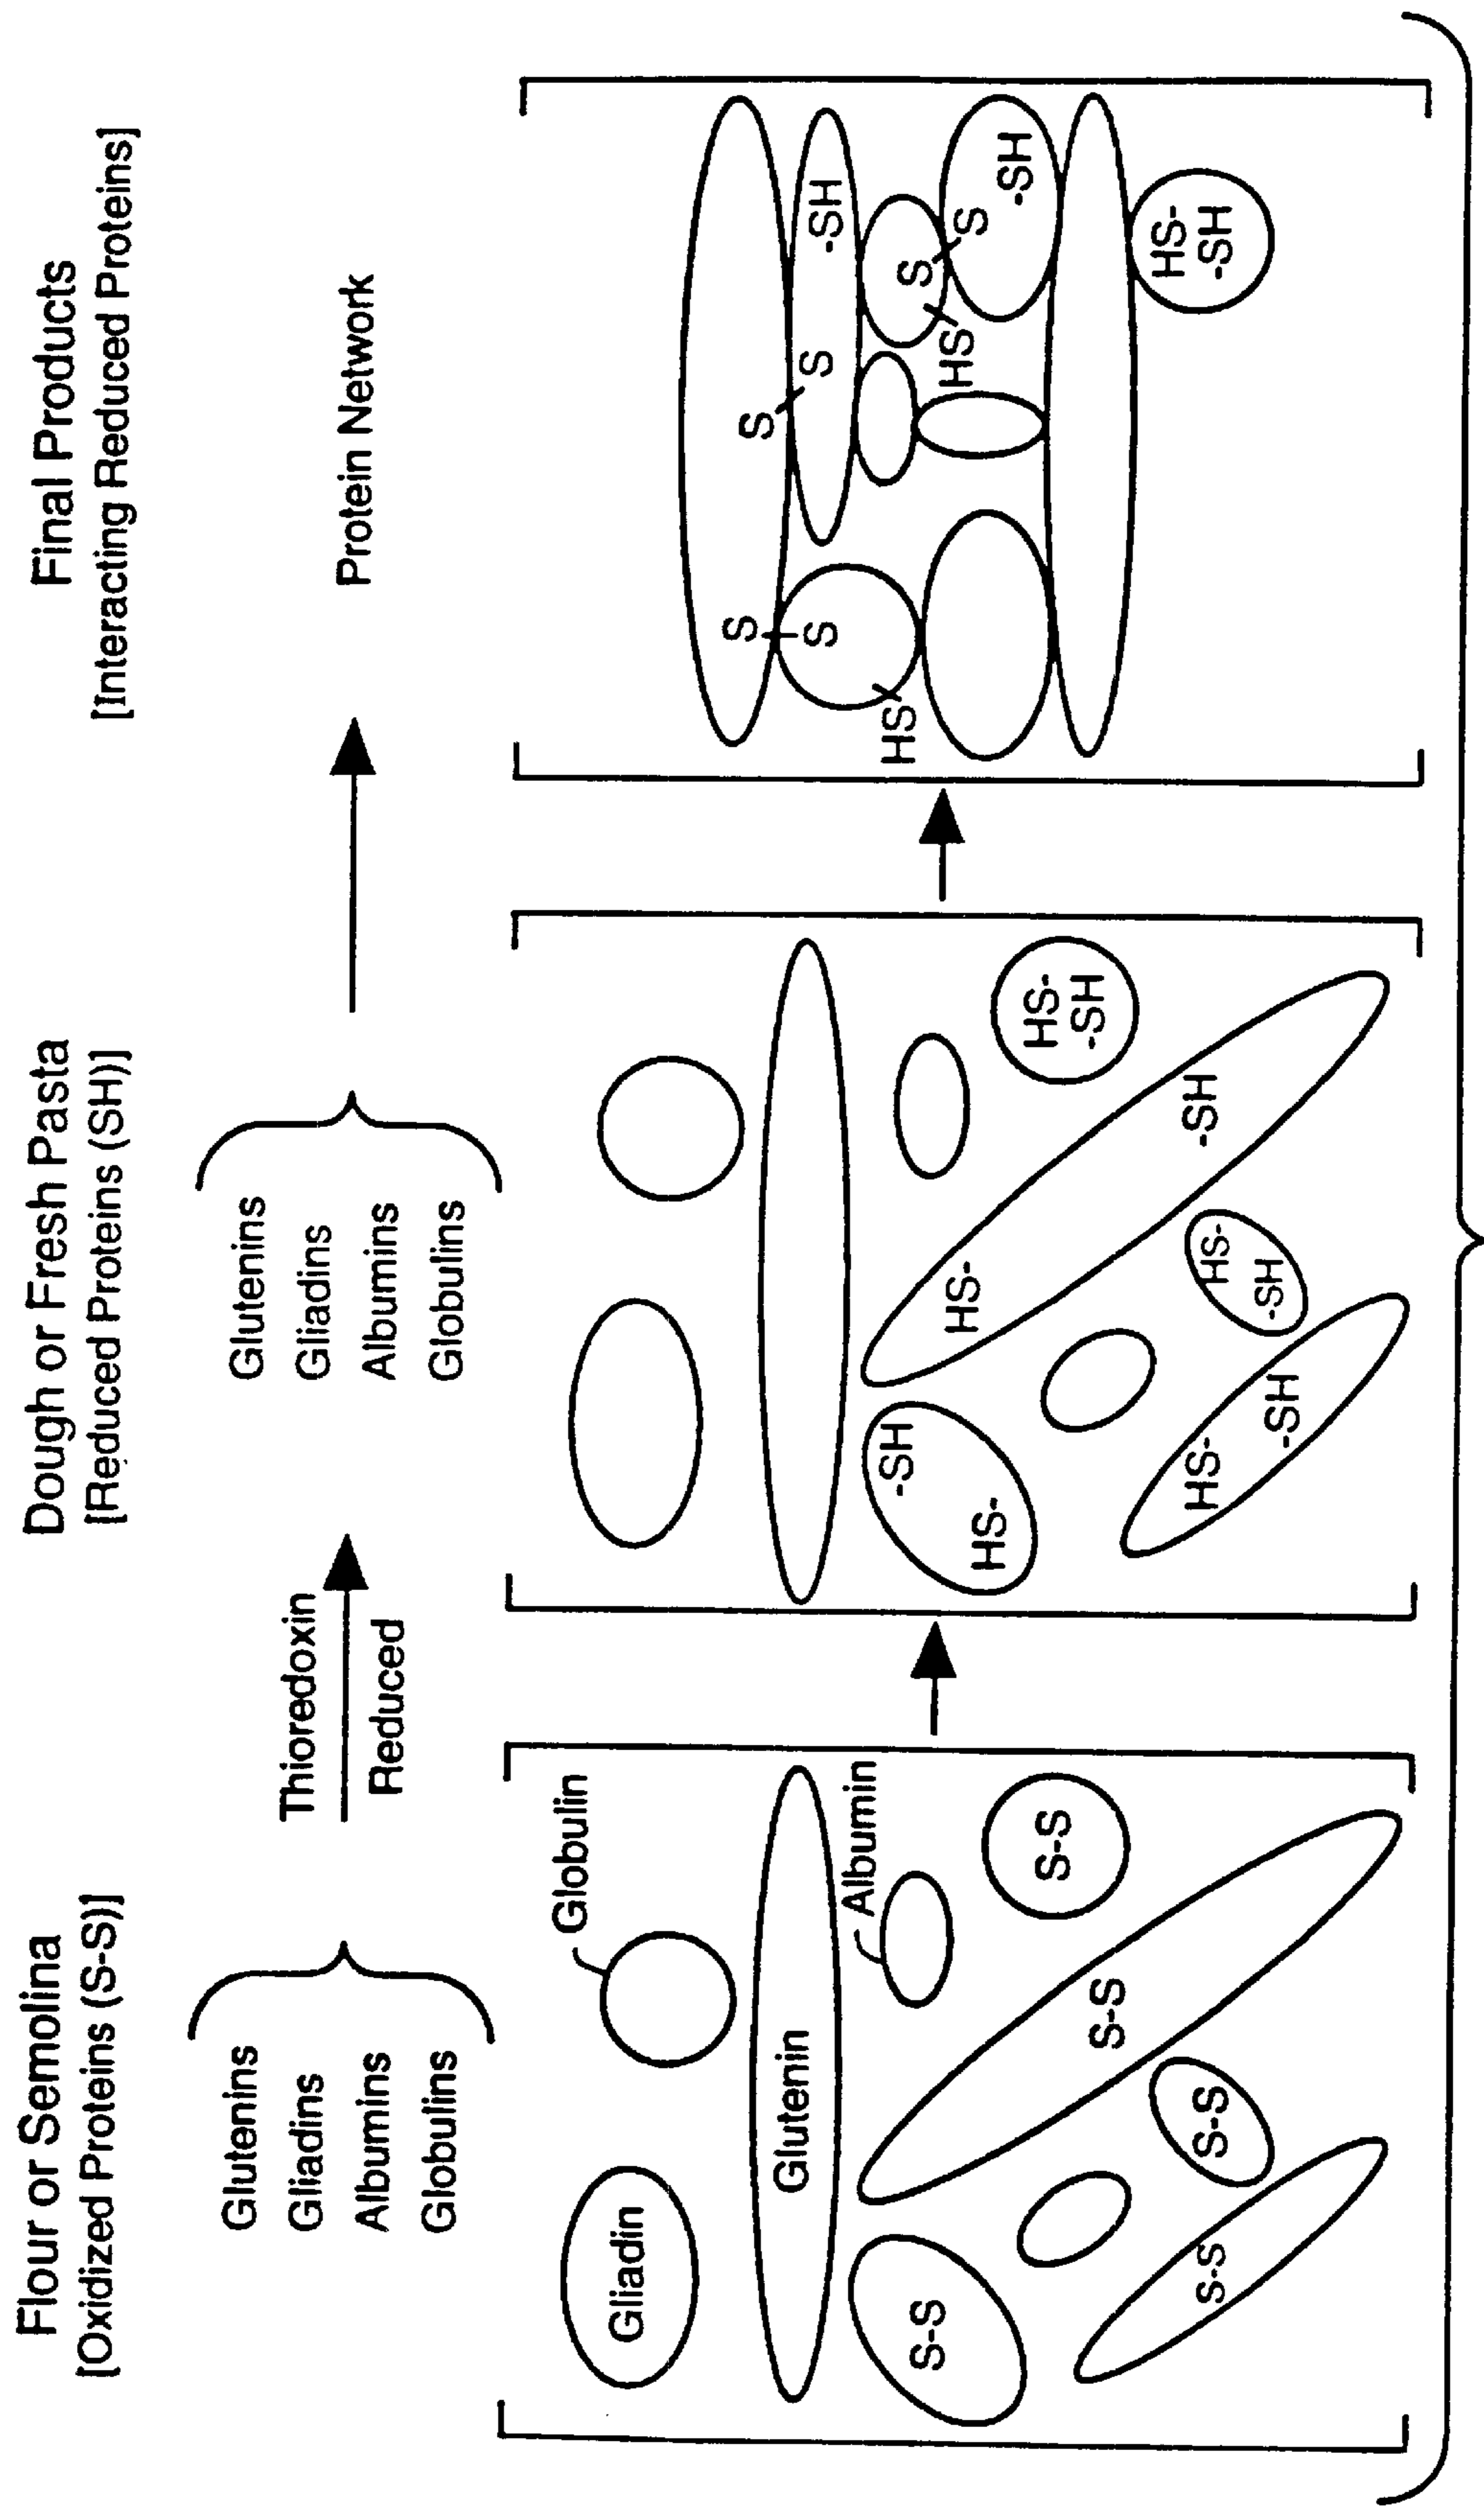 Flour or Semolina
[Oxidized Proteins (S-S)]
Dough or Fresh Pasta
[Reduced Proteins (SH)]
Final Products
[Interacting Reduced Proteins]
Glutenins
Gliadins
Albumins
Globulins
Thioredoxin
Reduced
Glutenins
Gliadins
Albumins
Globulins
Protein Network
Globulin
Gliadin
Glutenin
Albumin
S-S
S-S
S-S
S-S
S-S
-SH
HS-
HS-
-SH
HS-
-SH
HS-
-SH
HS-
-SH
S
S
S
S
-SH
HS
S
S
HS
-SH
HS-
-SH